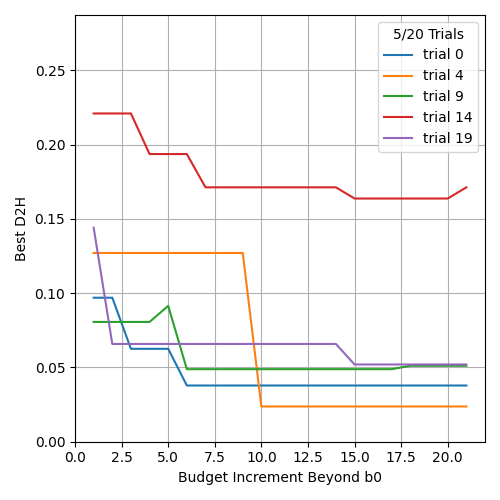 5/20 Trials
trial 0
trial 4
trial 9
trial 14
trial 19
Best D2H
0.25
0.20
0.15
0.10
0.05
0.00
0.0 2.5 5.0 7.5 10.0 12.5 15.0 17.5 20.0
Budget Increment Beyond b0